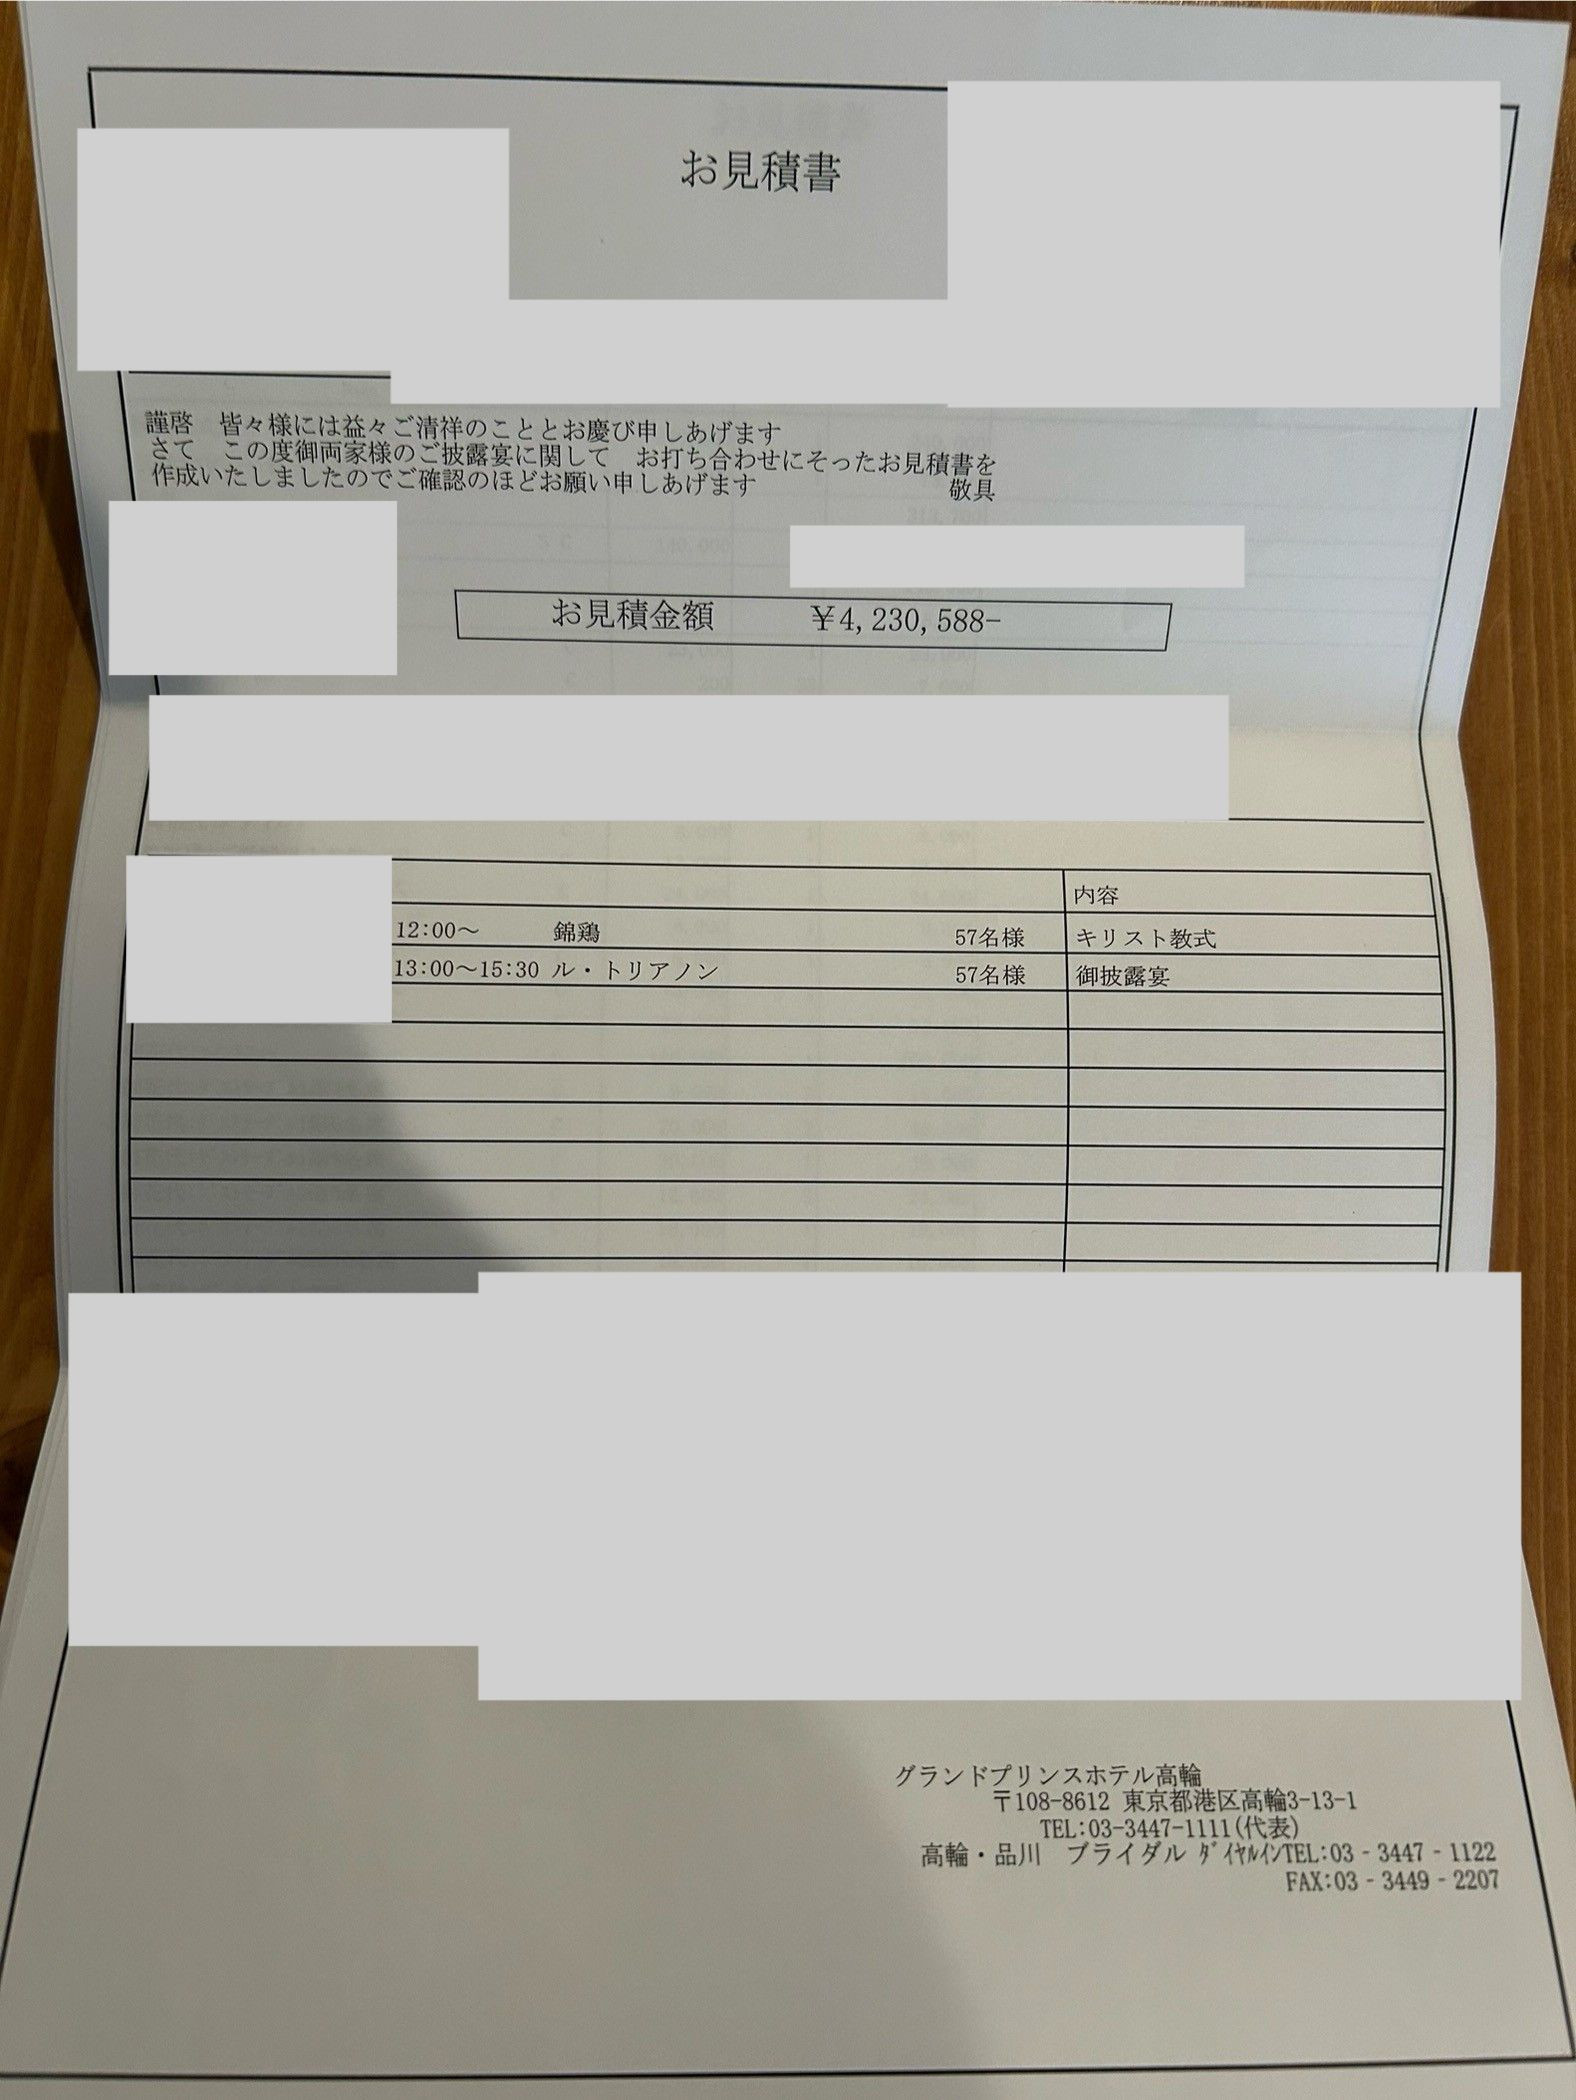 お見積書
謹啓　皆々様には益々ご清祥のこととお慶び申しあげます
さて　この度御両家様のご披露宴に関して　お打ち合わせにそったお見積書を
作成いたしましたのでご確認のほどお願い申しあげます　敬具
お見積金額　¥4,230,588-
内容
12:00～　錦鶏　57名様　キリスト教式
13:00～15:30 ル・トリアノン　57名様　御披露宴
グランドプリンスホテル高輪
〒108-8612 東京都港区高輪3-13-1
TEL:03-3447-1111(代表)
高輪・品川　ブライダル ﾀﾞｲﾔﾙｲﾝTEL:03 - 3447 - 1122
FAX:03 - 3449 - 2207